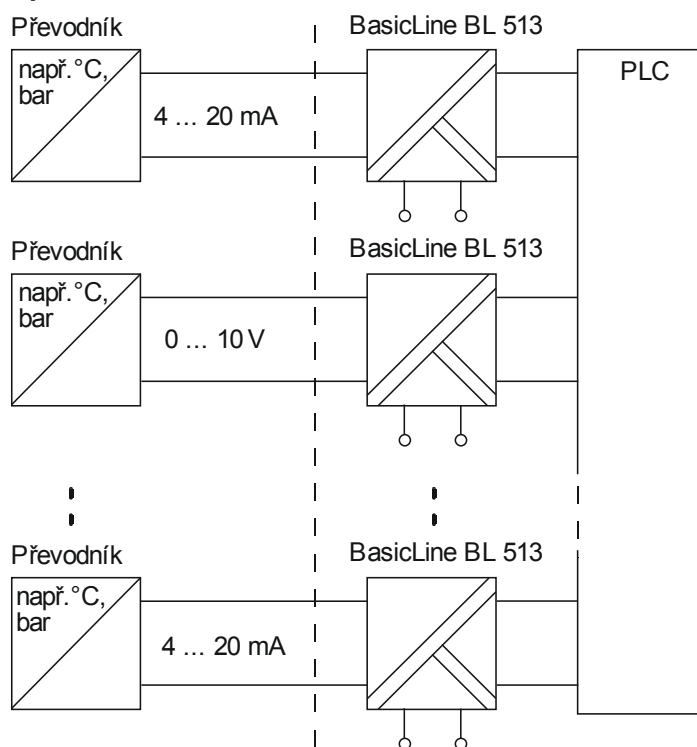 Převodník
BasicLine BL 513
např.°C,
bar
4 ... 20 mA
PLC
Převodník
BasicLine BL 513
např.°C,
bar
0 ... 10 V
Převodník
BasicLine BL 513
např.°C,
bar
4 ... 20 mA